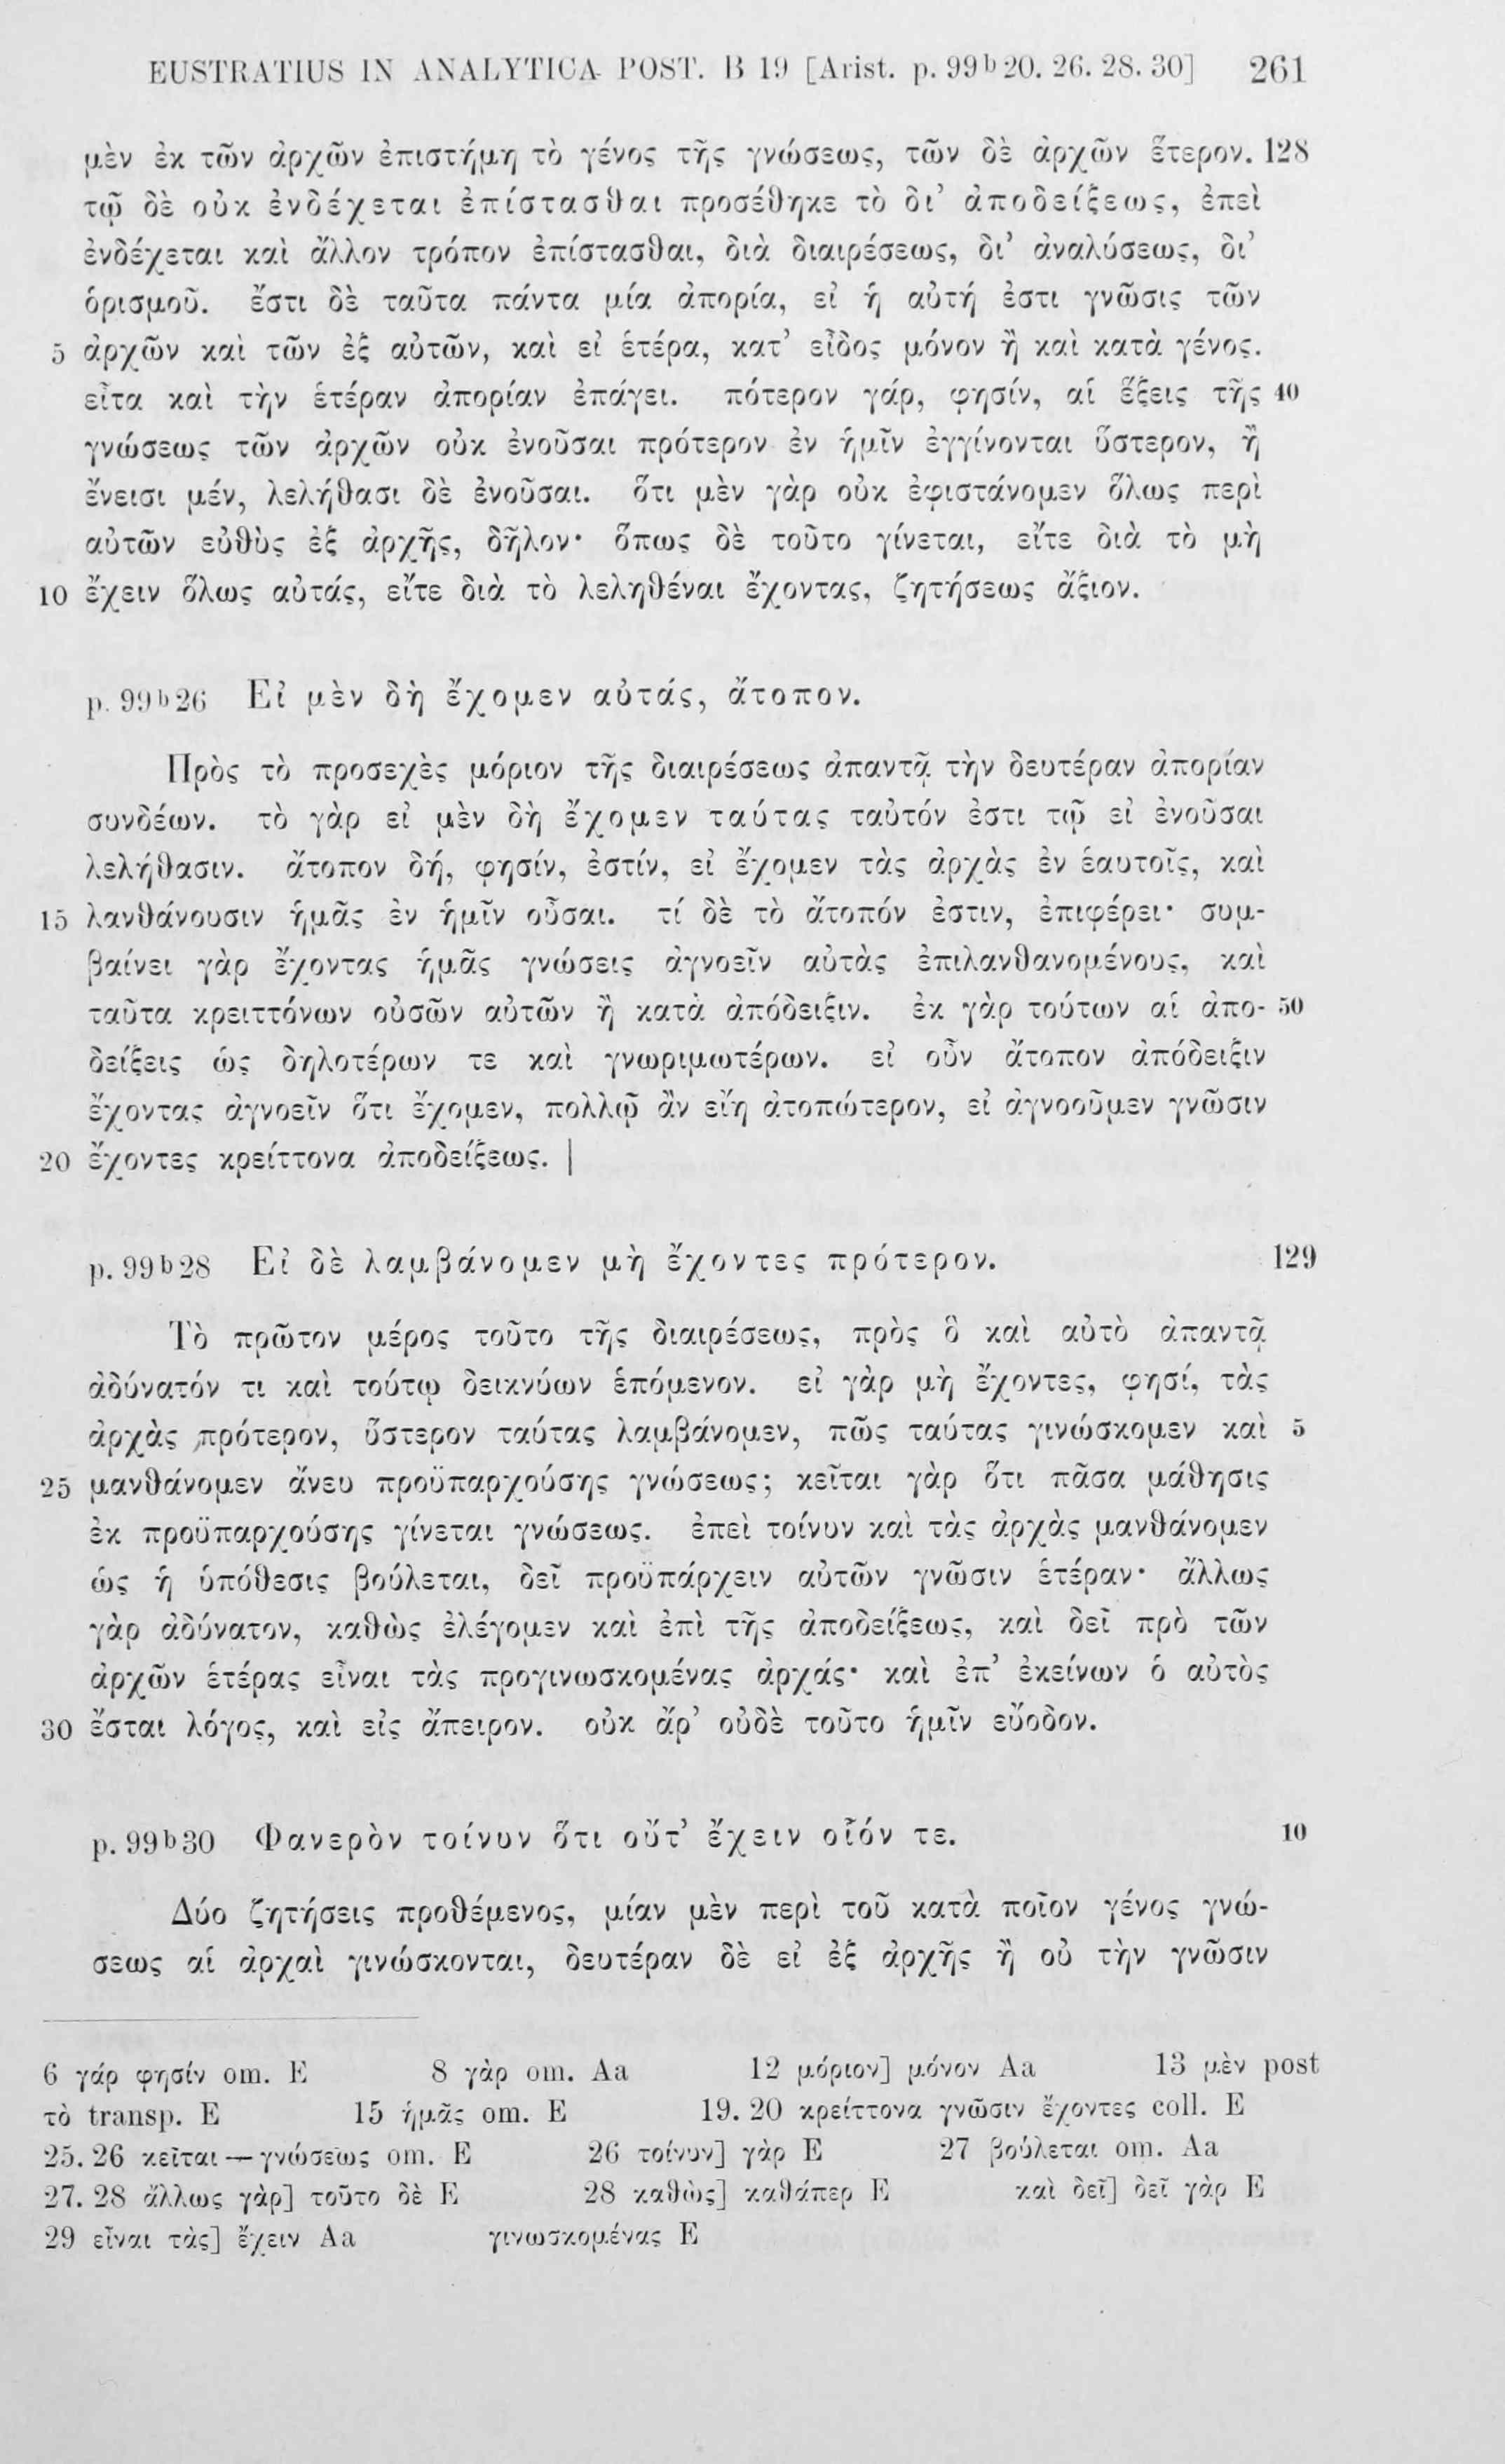 EUSTRATIUS IN ANALYTICA POST. B 19 [Arist. p. 99b20. 26. 28. 30] 261
μὲν ἐκ τῶν ἀρχῶν ἐπιστήμη τὸ γένος τῆς γνώσεως, τῶν δὲ ἀρχῶν ἕτερον. 128
τῷ δὲ οὐκ ἐνδέχεται ἐπίστασθαι προσέθηκε τὸ δι’ ἀποδείξεως, ἐπεὶ
ἐνδέχεται καὶ ἄλλον τρόπον ἐπίστασθαι, διὰ διαιρέσεως, δι’ ἀναλύσεως, δι’
ὁρισμοῦ. ἔστι δὲ ταῦτα πάντα μία ἀπορία, εἰ ἡ αὐτή ἐστι γνῶσις τῶν
5 ἀρχῶν καὶ τῶν ἐξ αὐτῶν, καὶ εἰ ἑτέρα, κατ’ εἶδος μόνον ἢ καὶ κατὰ γένος.
εἶτα καὶ τὴν ἑτέραν ἀπορίαν ἐπάγει. πότερον γάρ, φησίν, αἱ ἕξεις τῆς 40
γνώσεως τῶν ἀρχῶν οὐκ ἐνοῦσαι πρότερον ἐν ἡμῖν ἐγγίνονται ὕστερον, ἢ
ἔνεισι μέν, λελήθασι δὲ ἐνοῦσαι. ὅτι μὲν γὰρ οὐκ ἐφιστάνομεν ὅλως περὶ
αὐτῶν εὐθὺς ἐξ ἀρχῆς, δῆλον· ὅπως δὲ τοῦτο γίνεται, εἴτε διὰ τὸ μὴ
10 ἔχειν ὅλως αὐτάς, εἴτε διὰ τὸ λεληθέναι ἔχοντας, ζητήσεως ἄξιον.
p. 99b26 Εἰ μὲν δὴ ἔχομεν αὐτάς, ἄτοπον.
Πρὸς τὸ προσεχὲς μόριον τῆς διαιρέσεως ἀπαντᾷ τὴν δευτέραν ἀπορίαν
συνδέων. τὸ γὰρ εἰ μὲν δὴ ἔχομεν ταύτας ταὐτόν ἐστι τῷ εἰ ἐνοῦσαι
λελήθασιν. ἄτοπον δή, φησίν, ἐστίν, εἰ ἔχομεν τὰς ἀρχὰς ἐν ἑαυτοῖς, καὶ
15 λανθάνουσιν ἡμᾶς ἐν ἡμῖν οὖσαι. τί δὲ τὸ ἄτοπόν ἐστιν, ἐπιφέρει· συμ-
βαίνει γὰρ ἔχοντας ἡμᾶς γνώσεις ἀγνοεῖν αὐτὰς ἐπιλανθανομένους, καὶ
ταῦτα κρειττόνων οὐσῶν αὐτῶν ἢ κατὰ ἀπόδειξιν. ἐκ γὰρ τούτων αἱ ἀπο- 50
δείξεις ὡς δηλοτέρων τε καὶ γνωριμωτέρων. εἰ οὖν ἄτοπον ἀπόδειξιν
ἔχοντας ἀγνοεῖν ὅτι ἔχομεν, πολλῷ ἂν εἴη ἀτοπώτερον, εἰ ἀγνοοῦμεν γνῶσιν
20 ἔχοντες κρείττονα ἀποδείξεως. |
p. 99b28 Εἰ δὲ λαμβάνομεν μὴ ἔχοντες πρότερον. 129
Τὸ πρῶτον μέρος τοῦτο τῆς διαιρέσεως, πρὸς ὃ καὶ αὐτὸ ἀπαντᾷ
ἀδύνατόν τι καὶ τούτῳ δεικνύων ἑπόμενον. εἰ γὰρ μὴ ἔχοντες, φησί, τὰς
ἀρχὰς πρότερον, ὕστερον ταύτας λαμβάνομεν, πῶς ταύτας γινώσκομεν καὶ 5
25 μανθάνομεν ἄνευ προϋπαρχούσης γνώσεως; κεῖται γὰρ ὅτι πᾶσα μάθησις
ἐκ προϋπαρχούσης γίνεται γνώσεως. ἐπεὶ τοίνυν καὶ τὰς ἀρχὰς μανθάνομεν
ὡς ἡ ὑπόθεσις βούλεται, δεῖ προϋπάρχειν αὐτῶν γνῶσιν ἑτέραν· ἄλλως
γὰρ ἀδύνατον, καθὼς ἐλέγομεν καὶ ἐπὶ τῆς ἀποδείξεως, καὶ δεῖ πρὸ τῶν
ἀρχῶν ἑτέρας εἶναι τὰς προγινωσκομένας ἀρχάς· καὶ ἐπ’ ἐκείνων ὁ αὐτὸς
30 ἔσται λόγος, καὶ εἰς ἄπειρον. οὐκ ἄρ’ οὐδὲ τοῦτο ἡμῖν εὔοδον.
p. 99b30 Φανερὸν τοίνυν ὅτι οὔτ’ ἔχειν οἷόν τε. 10
Δύο ζητήσεις προθέμενος, μίαν μὲν περὶ τοῦ κατὰ ποῖον γένος γνώ-
σεως αἱ ἀρχαὶ γινώσκονται, δευτέραν δὲ εἰ ἐξ ἀρχῆς ἢ οὐ τὴν γνῶσιν
6 γάρ φησίν om. E 8 γὰρ om. Aa 12 μόριον] μόνον Aa 13 μὲν post
τὸ transp. E 15 ἡμᾶς om. E 19. 20 κρείττονα γνῶσιν ἔχοντες coll. E
25. 26 κεῖται — γνώσεως om. E 26 τοίνυν] γὰρ E 27 βούλεται om. Aa
27. 28 ἄλλως γὰρ] τοῦτο δὲ E 28 καθὼς] καθάπερ E καὶ δεῖ] δεῖ γὰρ E
29 εἶναι τὰς] ἔχειν Aa γινωσκομένας E